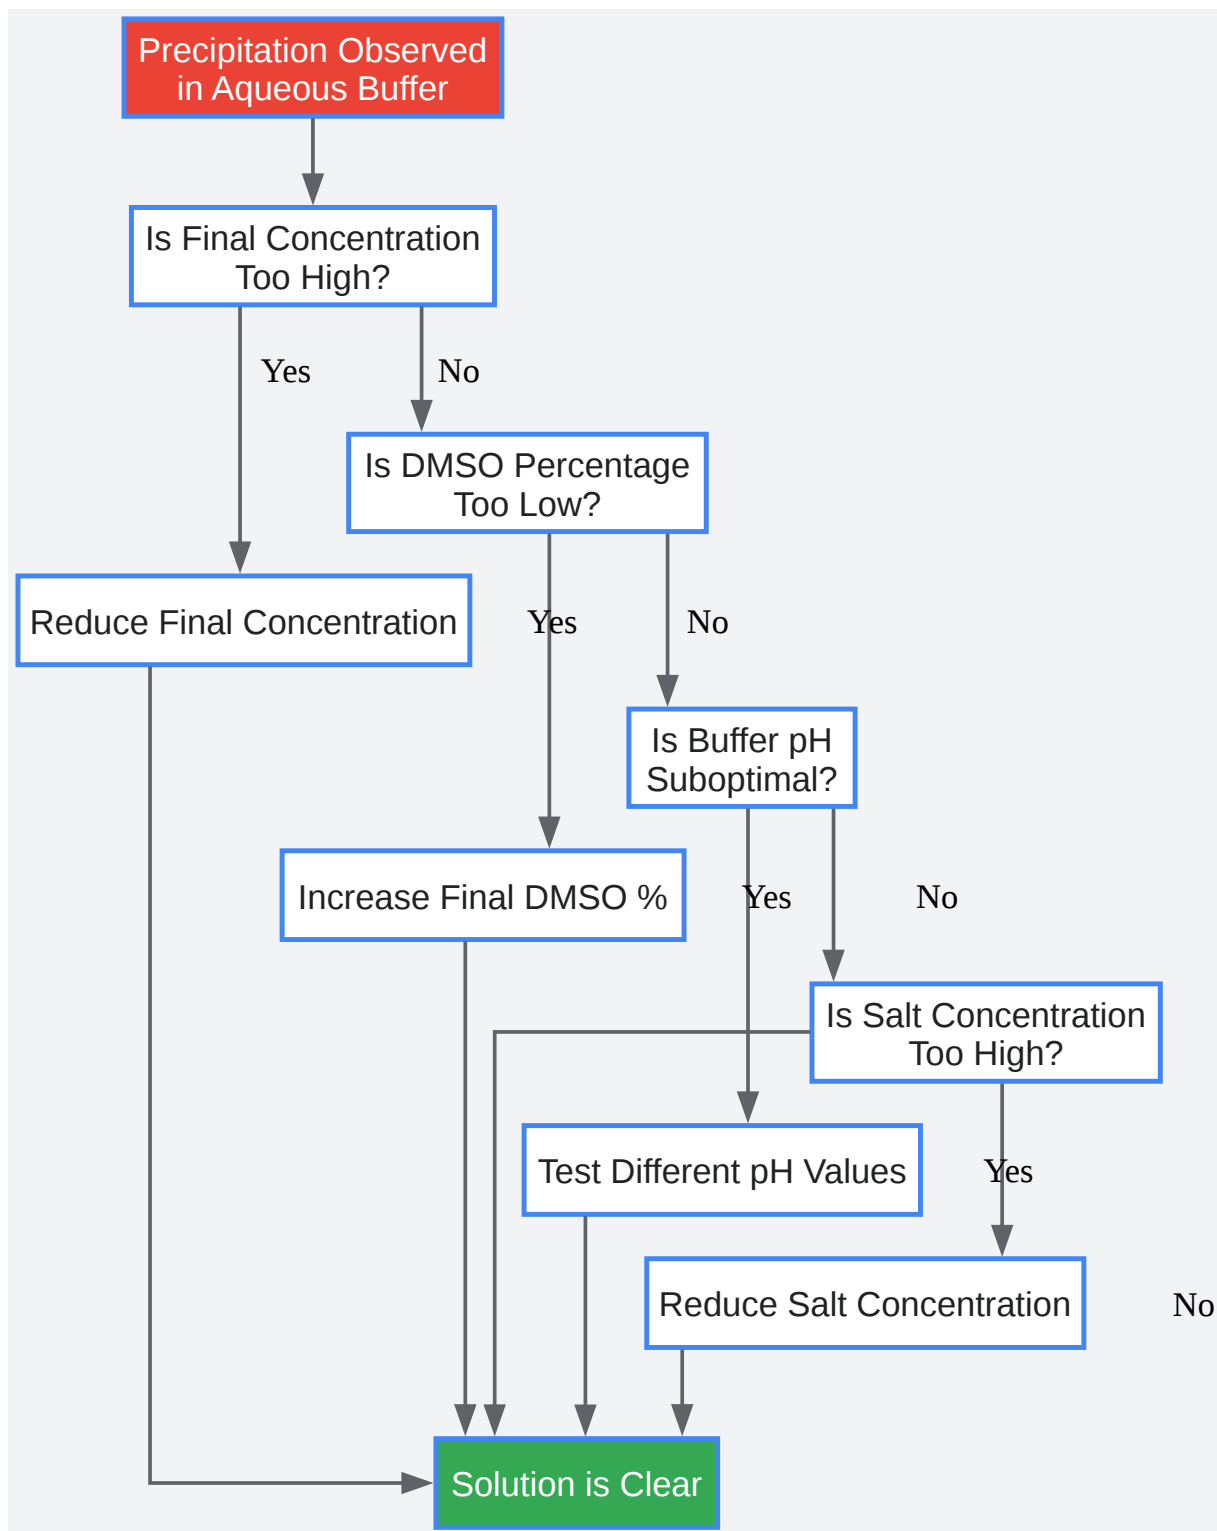 Precipitation Observed
in Aqueous Buffer
Is Final Concentration
Too High?
Yes
No
Is DMSO Percentage
Too Low?
Reduce Final Concentration
Yes
No
Is Buffer pH
Suboptimal?
Increase Final DMSO %
Yes
No
Is Salt Concentration
Too High?
Test Different pH Values
Yes
Reduce Salt Concentration
No
Solution is Clear